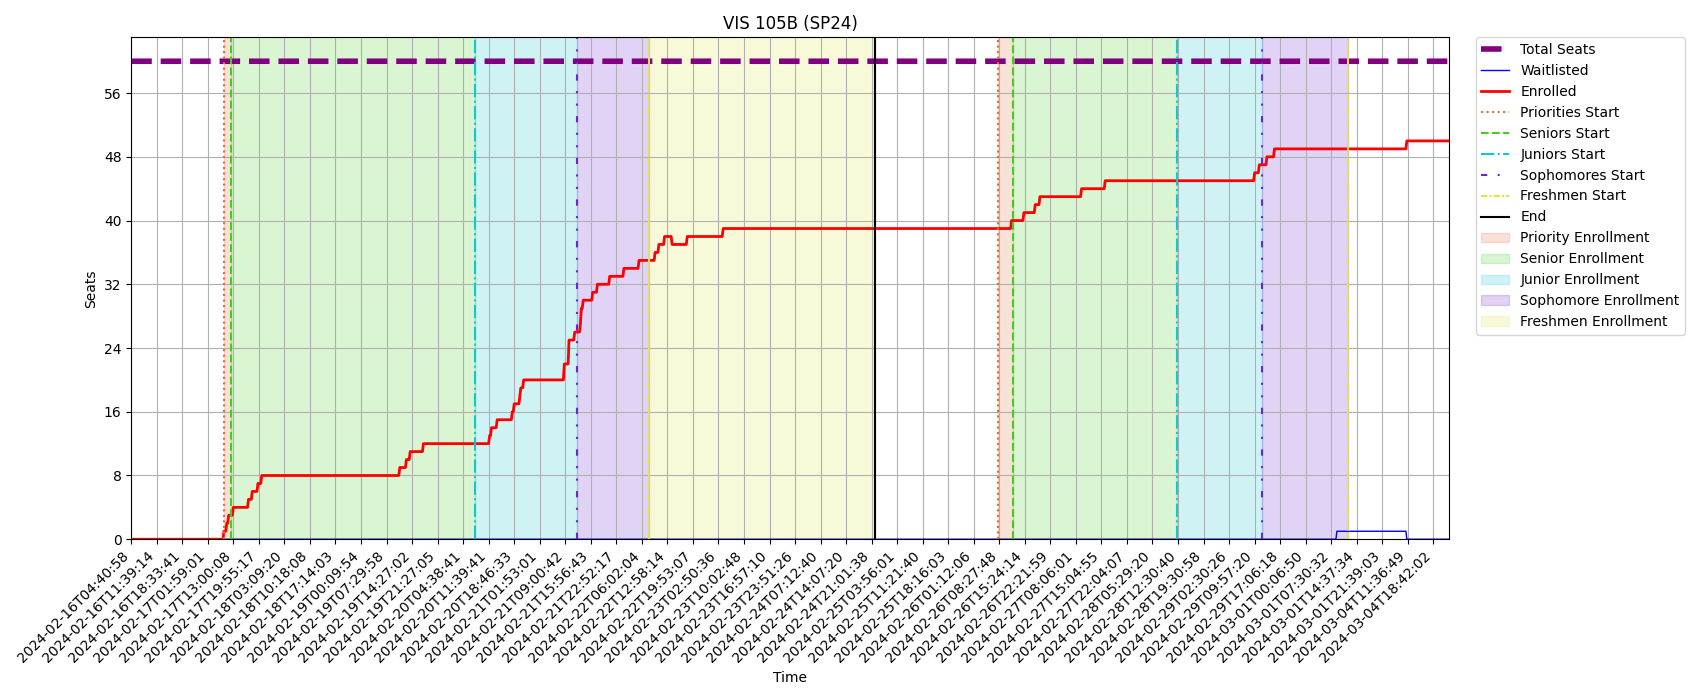 VIS 105B (SP24)
Total Seats
Waitlisted
Enrolled
Priorities Start
Seniors Start
Juniors Start
Sophomores Start
Freshmen Start
End
Priority Enrollment
Senior Enrollment
Junior Enrollment
Sophomore Enrollment
Freshmen Enrollment
Seats
56
48
40
32
24
16
8
0
2024-02-16T04:40:58
2024-02-16T11:39:14
2024-02-16T18:33:41
2024-02-17T01:59:01
2024-02-17T13:00:08
2024-02-17T19:55:17
2024-02-18T03:09:20
2024-02-18T10:18:08
2024-02-18T17:14:03
2024-02-19T00:09:54
2024-02-19T07:29:58
2024-02-19T14:27:02
2024-02-19T21:27:05
2024-02-20T04:38:41
2024-02-20T11:39:41
2024-02-20T18:46:33
2024-02-21T01:53:01
2024-02-21T09:00:42
2024-02-21T15:56:43
2024-02-21T22:52:17
2024-02-22T06:02:04
2024-02-22T12:58:14
2024-02-22T19:53:07
2024-02-23T02:50:36
2024-02-23T10:02:48
2024-02-23T16:57:10
2024-02-23T23:51:26
2024-02-24T07:12:40
2024-02-24T14:07:20
2024-02-24T21:01:38
2024-02-25T03:56:01
2024-02-25T11:21:40
2024-02-25T18:16:03
2024-02-26T01:12:06
2024-02-26T08:27:48
2024-02-26T15:24:14
2024-02-26T22:21:59
2024-02-27T08:06:01
2024-02-27T15:04:55
2024-02-27T22:04:07
2024-02-28T05:29:20
2024-02-28T12:30:40
2024-02-28T19:30:58
2024-02-29T02:30:26
2024-02-29T09:57:20
2024-02-29T17:06:18
2024-03-01T00:06:50
2024-03-01T07:30:32
2024-03-01T14:37:34
2024-03-01T21:39:03
2024-03-04T11:36:49
2024-03-04T18:42:02
Time